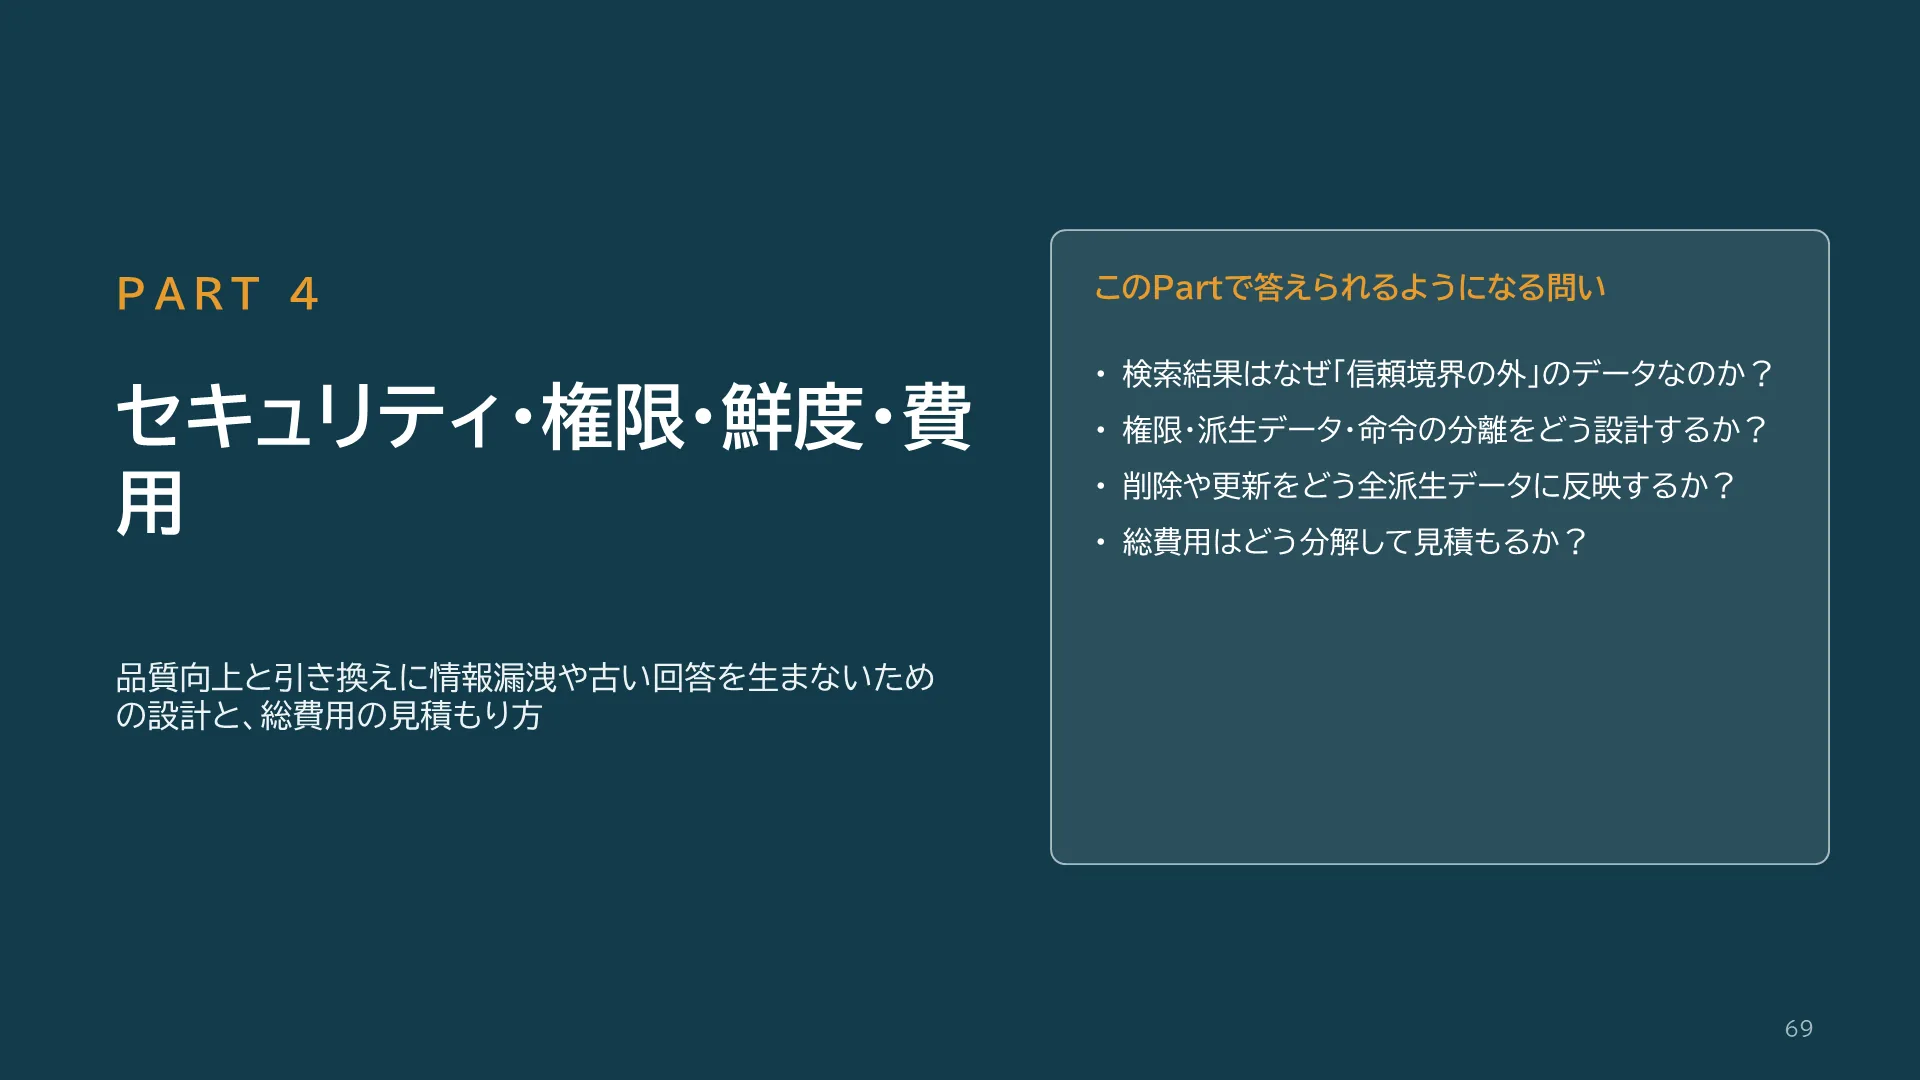 PART 4
セキュリティ・権限・鮮度・費
用
品質向上と引き換えに情報漏洩や古い回答を生まないため
の設計と、総費用の見積もり方
このPartで答えられるようになる問い
・ 検索結果はなぜ「信頼境界の外」のデータなのか？
・ 権限・派生データ・命令の分離をどう設計するか？
・ 削除や更新をどう全派生データに反映するか？
・ 総費用はどう分解して見積もるか？
69